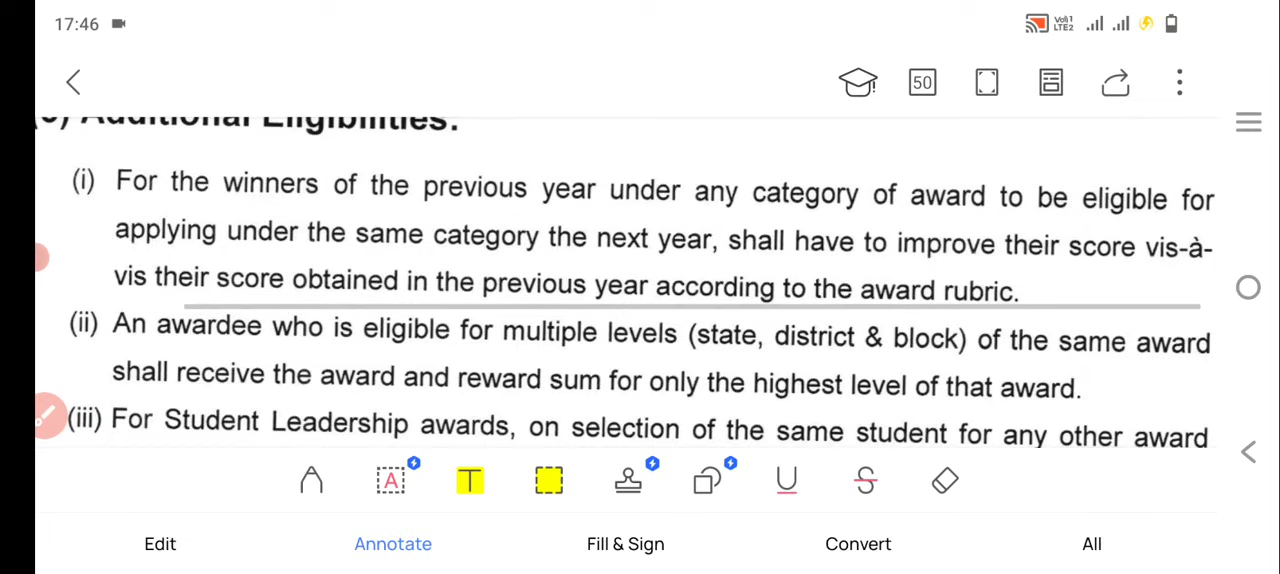 17:46
Vol) 1
LTE2
50
(c) Additional Eligibilities:
(i) For the winners of the previous year under any category of award to be eligible for
applying under the same category the next year, shall have to improve their score vis-à-
vis their score obtained in the previous year according to the award rubric.
(ii) An awardee who is eligible for multiple levels (state, district & block) of the same award
shall receive the award and reward sum for only the highest level of that award.
(iii) For Student Leadership awards, on selection of the same student for any other award
A
T
U
S
Edit Annotate Fill & Sign Convert All